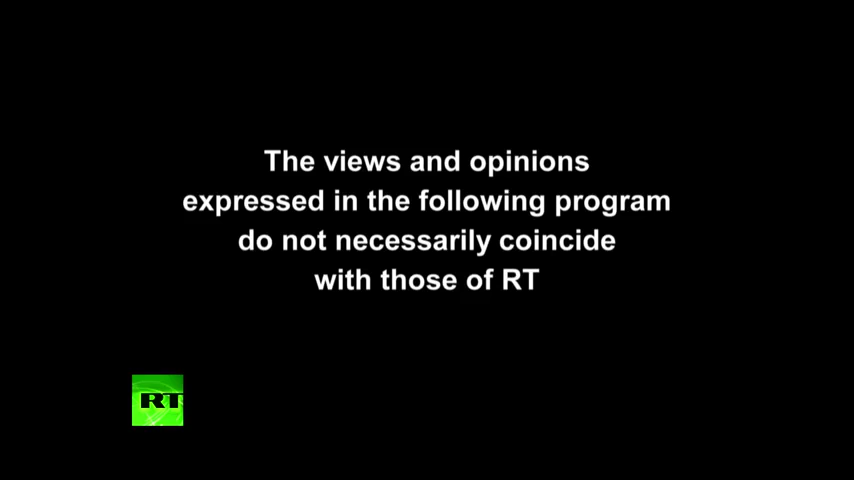 The views and opinions
expressed in the following program
do not necessarily coincide
with those of RT
RT